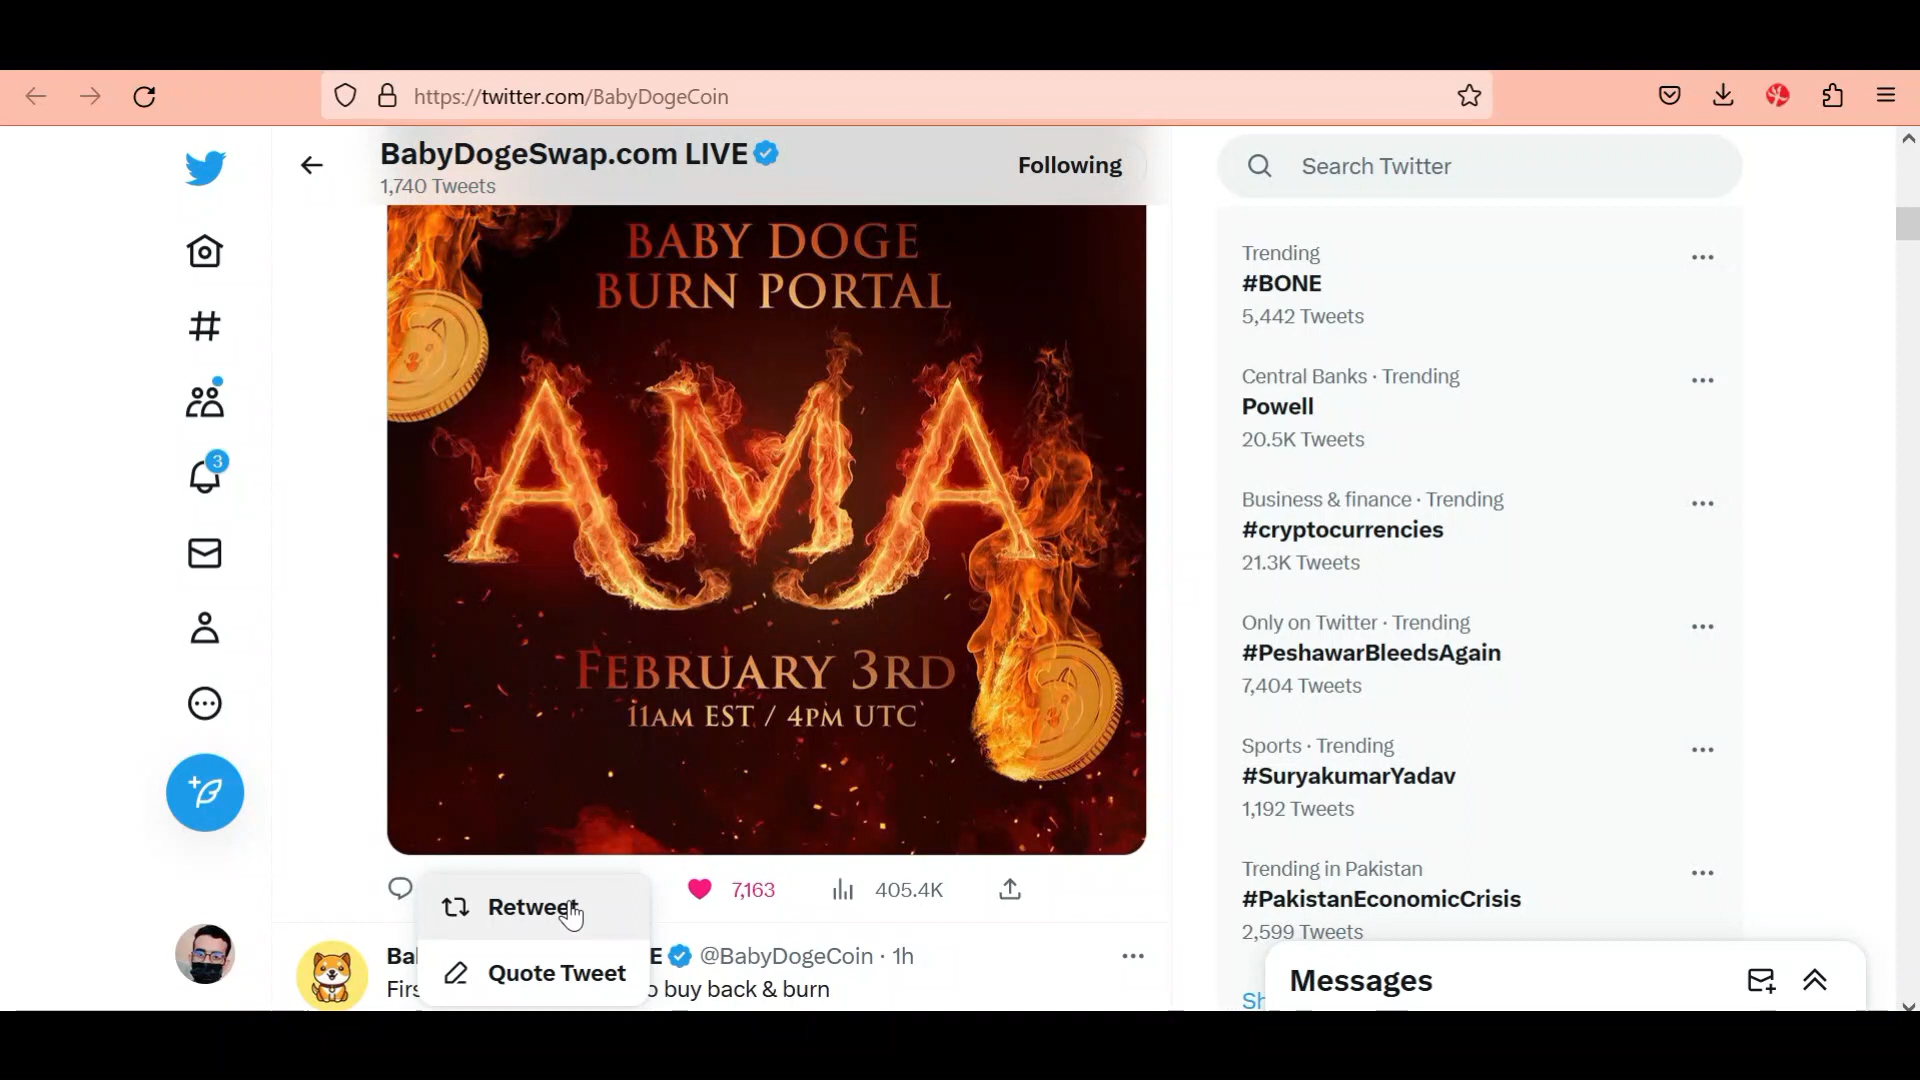 https://twitter.com/BabyDogeCoin
BabyDogeSwap.com LIVE
1,740 Tweets
Following
Search Twitter
BABY DOGE
BURN PORTAL
AMA
FEBRUARY 3RD
11AM EST / 4PM UTC
7,163
405.4K
Retweet
Quote Tweet
@BabyDogeCoin · 1h
buy back & burn
3
Trending
#BONE
5,442 Tweets
Central Banks · Trending
Powell
20.5K Tweets
Business & finance · Trending
#cryptocurrencies
21.3K Tweets
Only on Twitter · Trending
#PeshawarBleedsAgain
7,404 Tweets
Sports · Trending
#SuryakumarYadav
1,192 Tweets
Trending in Pakistan
#PakistanEconomicCrisis
2,599 Tweets
Messages